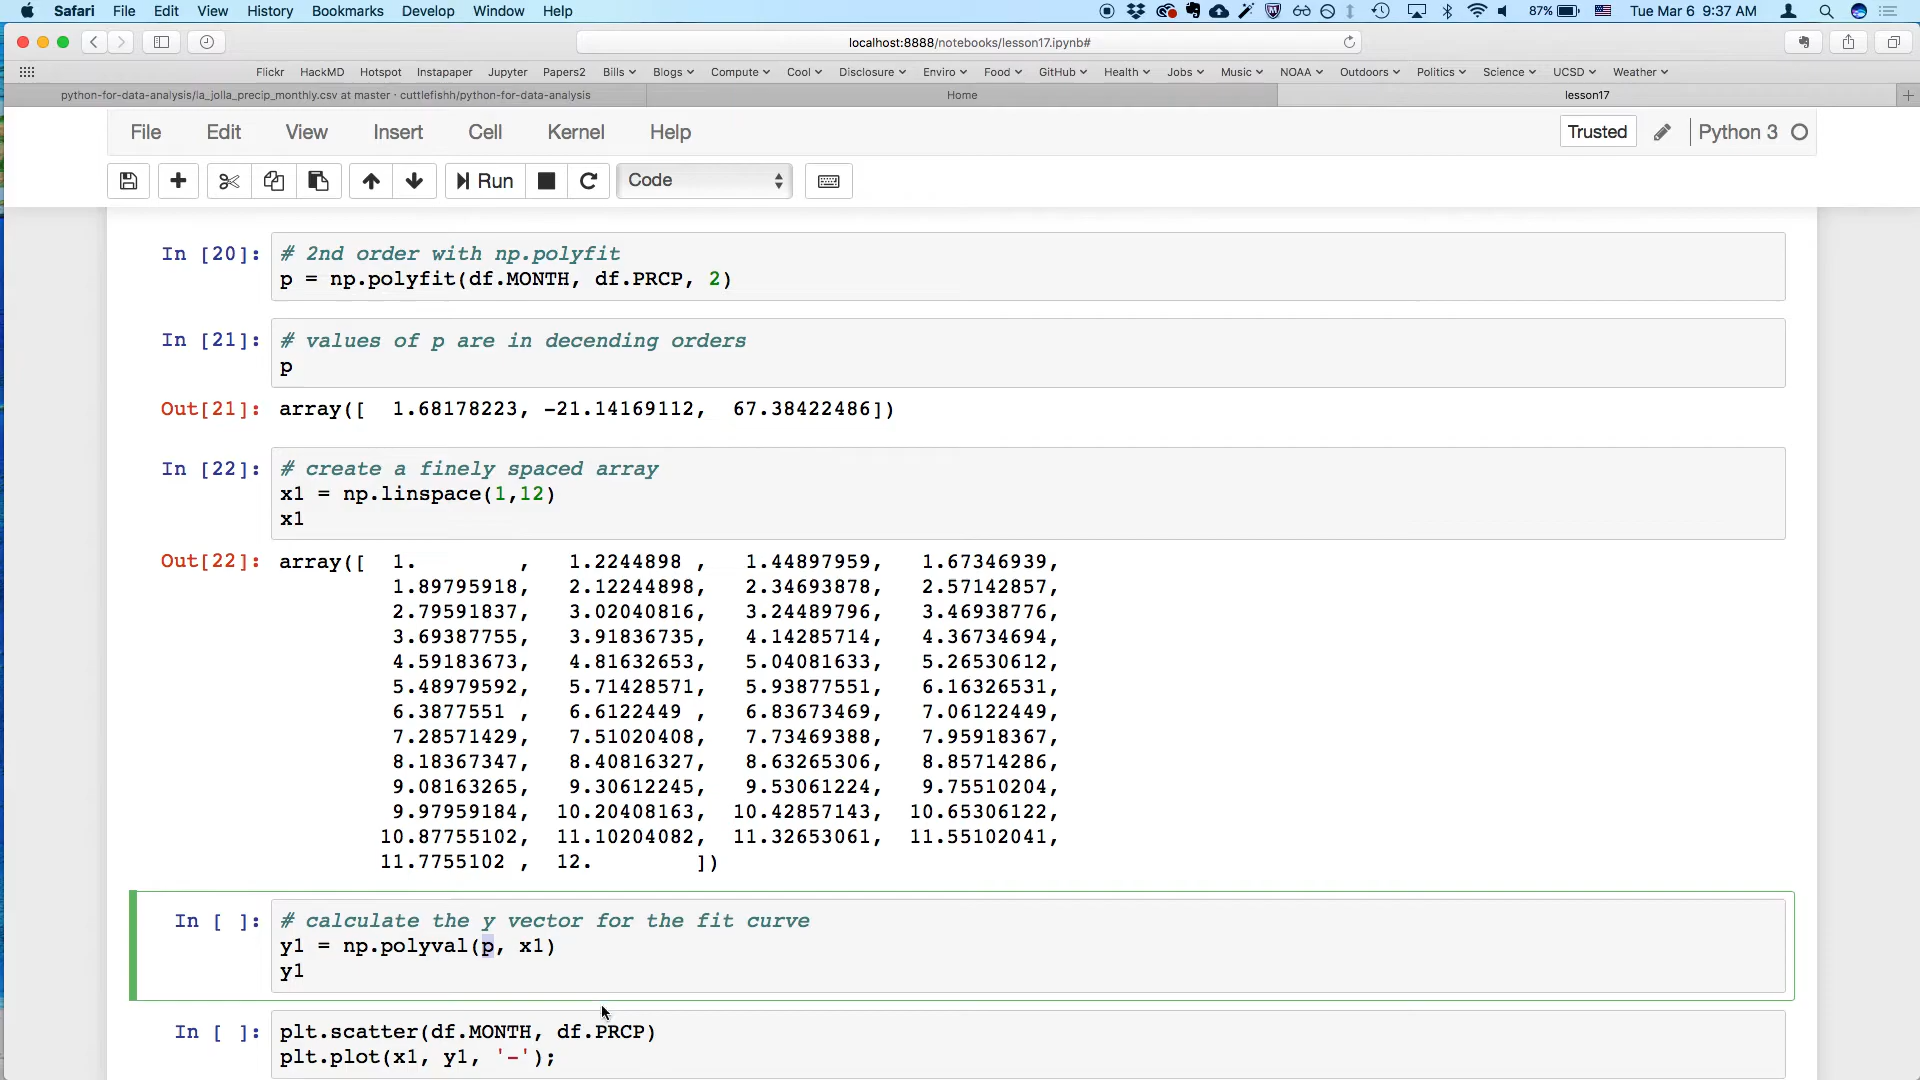 Safari File Edit View History Bookmarks Develop Window Help 87% Tue Mar 6 9:37 AM
localhost:8888/notebooks/lesson17.ipynb#
Flickr HackMD Hotspot Instapaper Jupyter Papers2 Bills Blogs Compute Cool Disclosure Enviro Food GitHub Health Jobs Music NOAA Outdoors Politics Science UCSD Weather
python-for-data-analysis/la_jolla_precip_monthly.csv at master · cuttlefishh/python-for-data-analysis Home lesson17
File Edit View Insert Cell Kernel Help Trusted Python 3
Run Code
In [20]: # 2nd order with np.polyfit
p = np.polyfit(df.MONTH, df.PRCP, 2)
In [21]: # values of p are in decending orders
p
Out[21]: array([ 1.68178223, -21.14169112, 67.38422486])
In [22]: # create a finely spaced array
x1 = np.linspace(1,12)
x1
Out[22]: array([ 1. , 1.2244898 , 1.44897959, 1.67346939,
1.89795918, 2.12244898, 2.34693878, 2.57142857,
2.79591837, 3.02040816, 3.24489796, 3.46938776,
3.69387755, 3.91836735, 4.14285714, 4.36734694,
4.59183673, 4.81632653, 5.04081633, 5.26530612,
5.48979592, 5.71428571, 5.93877551, 6.16326531,
6.3877551 , 6.6122449 , 6.83673469, 7.06122449,
7.28571429, 7.51020408, 7.73469388, 7.95918367,
8.18367347, 8.40816327, 8.63265306, 8.85714286,
9.08163265, 9.30612245, 9.53061224, 9.75510204,
9.97959184, 10.20408163, 10.42857143, 10.65306122,
10.87755102, 11.10204082, 11.32653061, 11.55102041,
11.7755102 , 12. ])
In [ ]: # calculate the y vector for the fit curve
y1 = np.polyval(p, x1)
y1
In [ ]: plt.scatter(df.MONTH, df.PRCP)
plt.plot(x1, y1, '-');